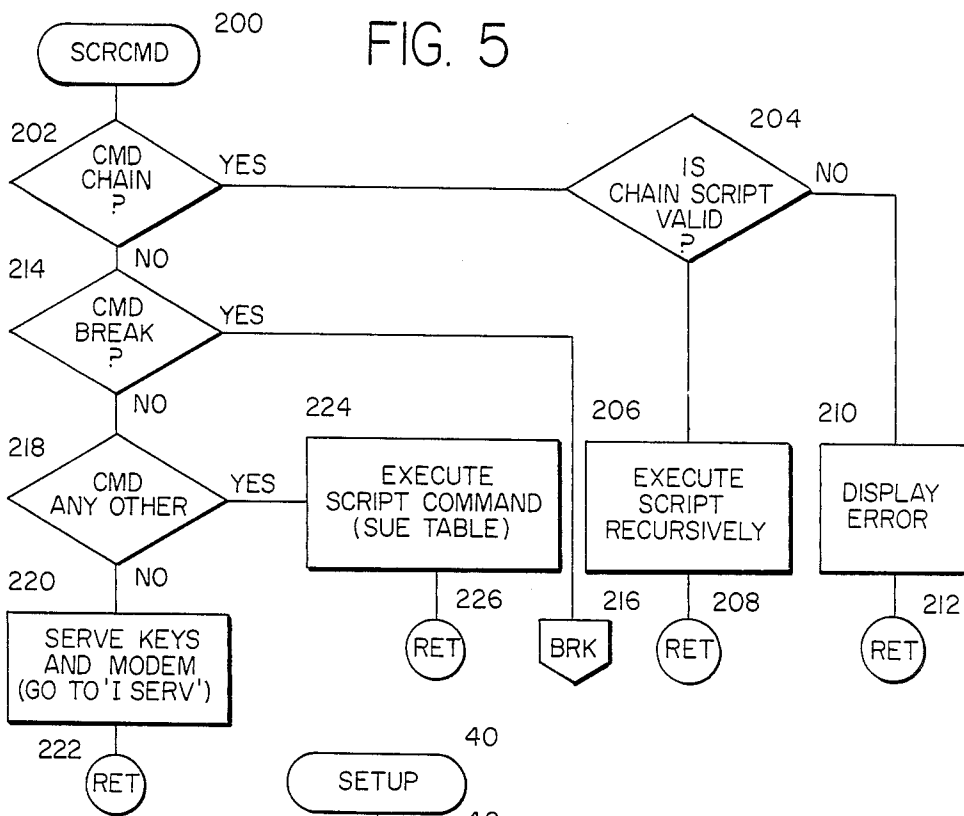 FIG. 5
200
SCRCMD
202
CMD
CHAIN
?
YES
NO
204
IS
CHAIN SCRIPT
VALID
?
NO
214
CMD
BREAK
?
YES
NO
218
CMD
ANY OTHER
YES
NO
224
EXECUTE
SCRIPT COMMAND
(SUE TABLE)
226
RET
216
BRK
206
EXECUTE
SCRIPT
RECURSIVELY
208
RET
210
DISPLAY
ERROR
212
RET
220
SERVE KEYS
AND MODEM
(GO TO 'I SERV')
222
RET
40
SETUP